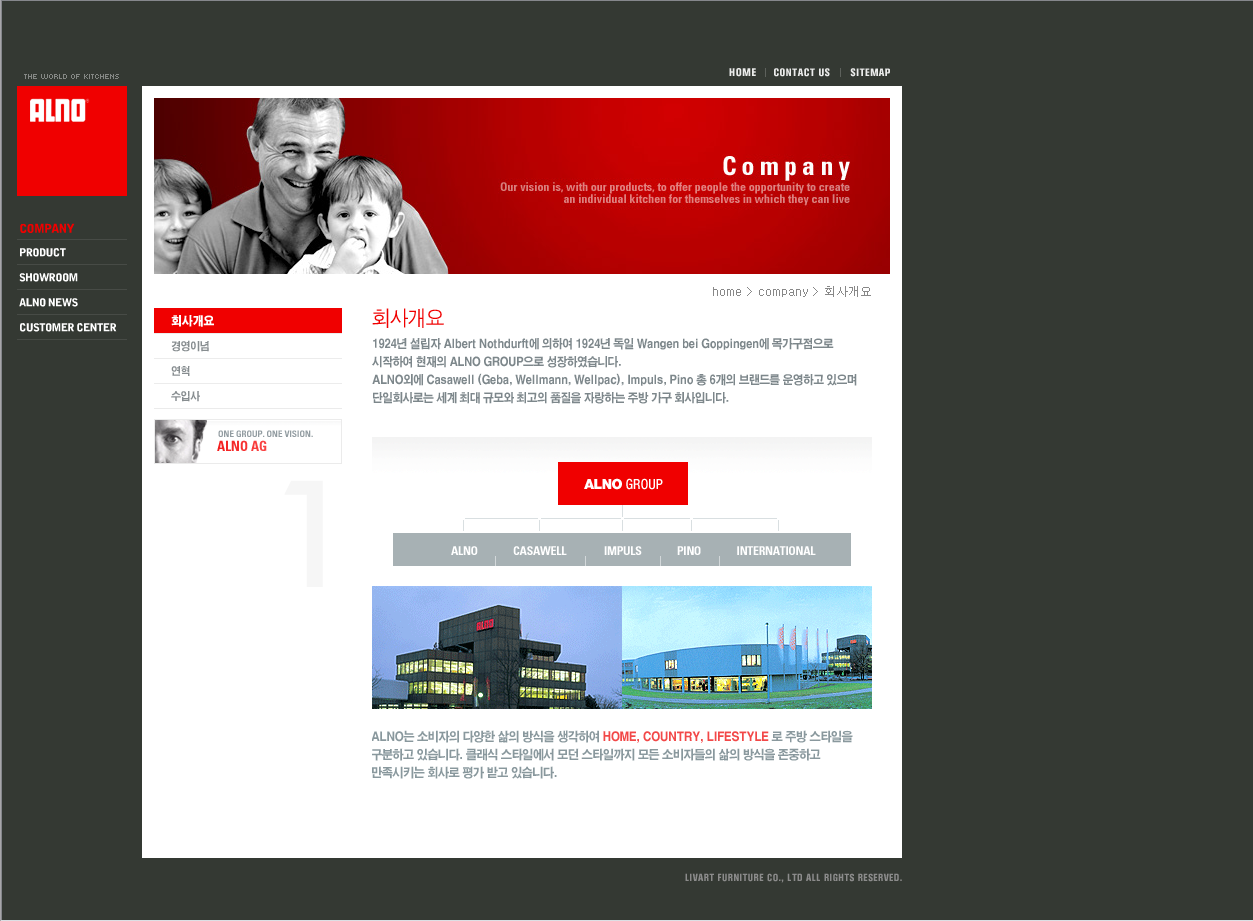 THE WORLD OF KITCHENS
HOME | CONTACT US | SITEMAP
ALNO®
Company
Our vision is, with our products, to offer people the opportunity to create
an individual kitchen for themselves in which they can live
COMPANY
PRODUCT
SHOWROOM
ALNO NEWS
CUSTOMER CENTER
home > company > 회사개요
회사개요
경영이념
연혁
수입사
ONE GROUP. ONE VISION.
ALNO AG
1
회사개요
1924년 설립자 Albert Nothdurft에 의하여 1924년 독일 Wangen bei Goppingen에 목가구점으로
시작하여 현재의 ALNO GROUP으로 성장하였습니다.
ALNO외에 Casawell (Geba, Wellmann, Wellpac), Impuls, Pino 총 6개의 브랜드를 운영하고 있으며
단일회사로는 세계 최대 규모와 최고의 품질을 자랑하는 주방 가구 회사입니다.
ALNO GROUP
ALNO CASAWELL IMPULS PINO INTERNATIONAL
ALNO
ALNO는 소비자의 다양한 삶의 방식을 생각하여 HOME, COUNTRY, LIFESTYLE 로 주방 스타일을
구분하고 있습니다. 클래식 스타일에서 모던 스타일까지 모든 소비자들의 삶의 방식을 존중하고
만족시키는 회사로 평가 받고 있습니다.
LIVART FURNITURE CO., LTD ALL RIGHTS RESERVED.